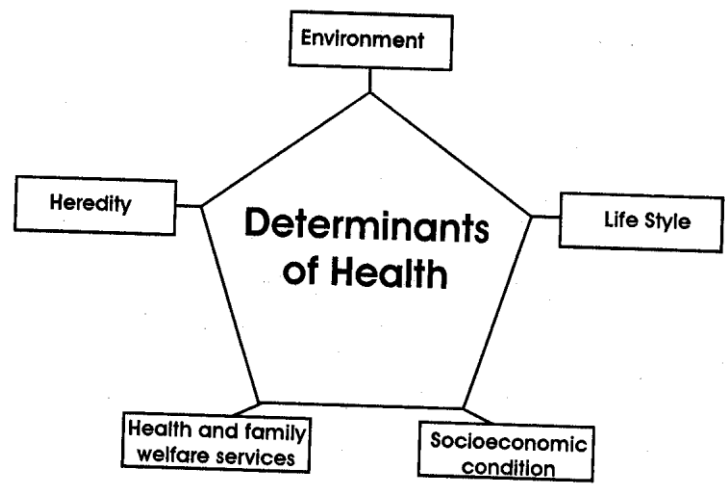 Environment
Heredity
Life Style
Determinants
of Health
Health and family
welfare services
Socioeconomic
condition